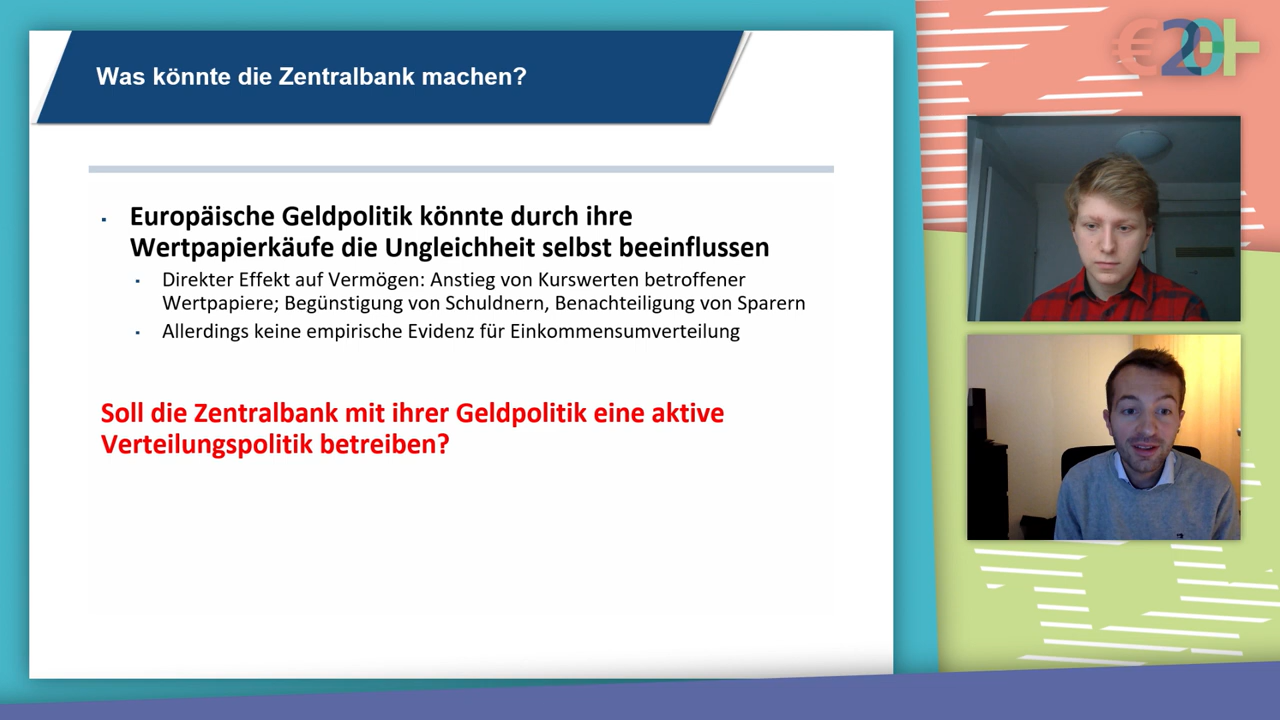 Was könnte die Zentralbank machen?
€20+
▪ Europäische Geldpolitik könnte durch ihre
Wertpapierkäufe die Ungleichheit selbst beeinflussen
▪ Direkter Effekt auf Vermögen: Anstieg von Kurswerten betroffener
Wertpapiere; Begünstigung von Schuldnern, Benachteiligung von Sparern
▪ Allerdings keine empirische Evidenz für Einkommensumverteilung
Soll die Zentralbank mit ihrer Geldpolitik eine aktive
Verteilungspolitik betreiben?